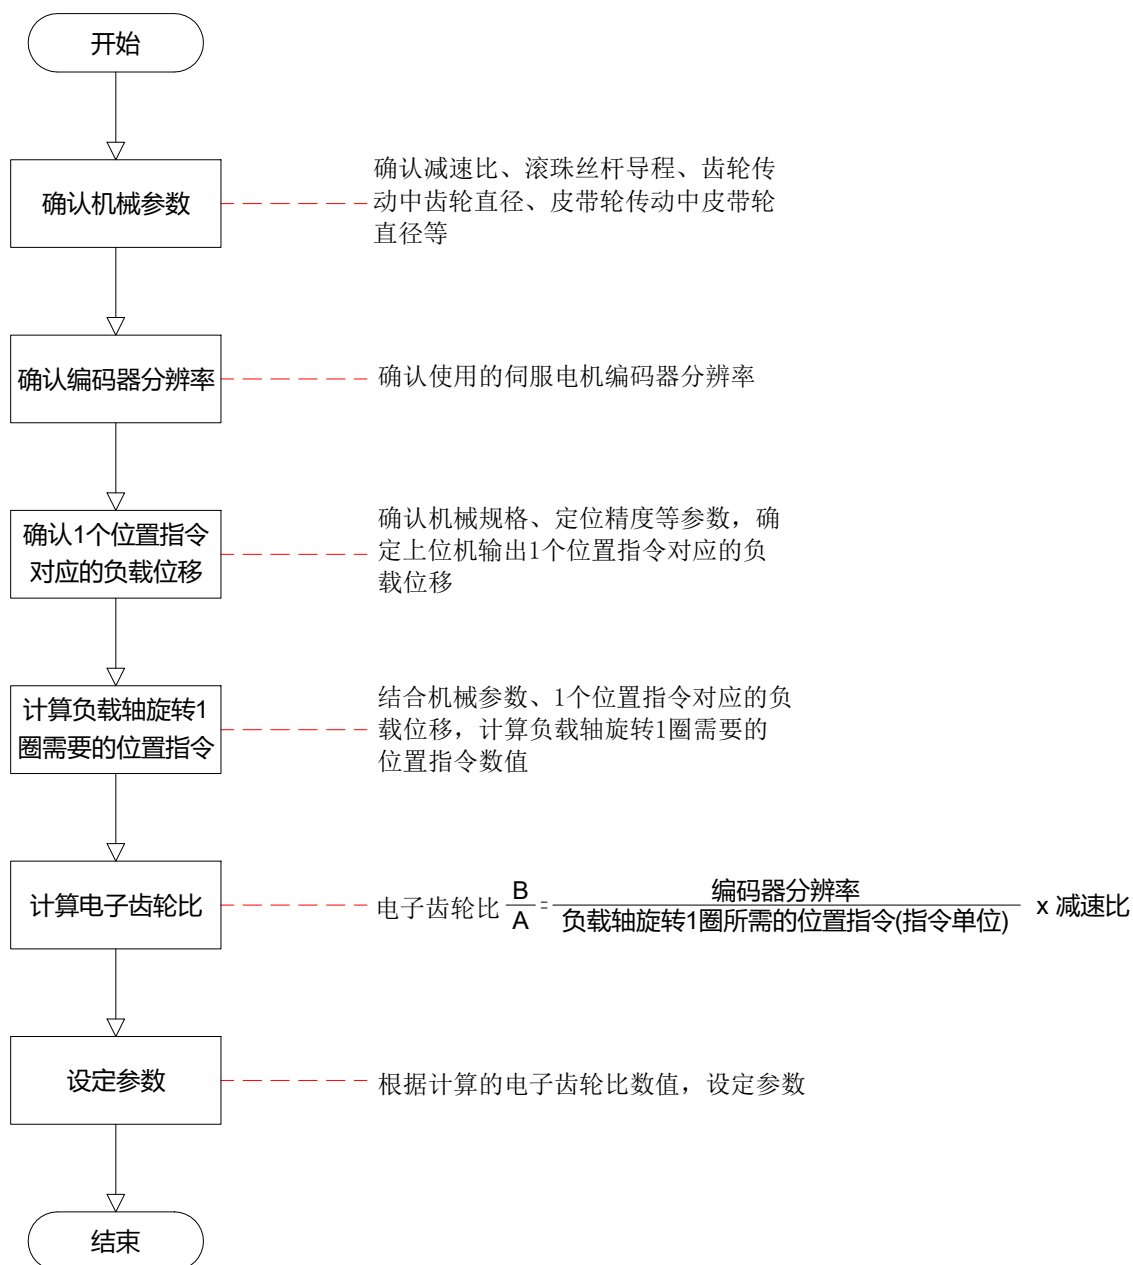 开始
确认机械参数
确认减速比、滚珠丝杆导程、齿轮传
动中齿轮直径、皮带轮传动中皮带轮
直径等
确认编码器分辨率
确认使用的伺服电机编码器分辨率
确认1个位置指令
对应的负载位移
确认机械规格、定位精度等参数，确
定上位机输出1个位置指令对应的负
载位移
计算负载轴旋转1
圈需要的位置指令
结合机械参数、1个位置指令对应的负
载位移，计算负载轴旋转1圈需要的
位置指令数值
计算电子齿轮比
电子齿轮比 B/A = 编码器分辨率/负载轴旋转1圈所需的位置指令(指令单位) x 减速比
设定参数
根据计算的电子齿轮比数值，设定参数
结束